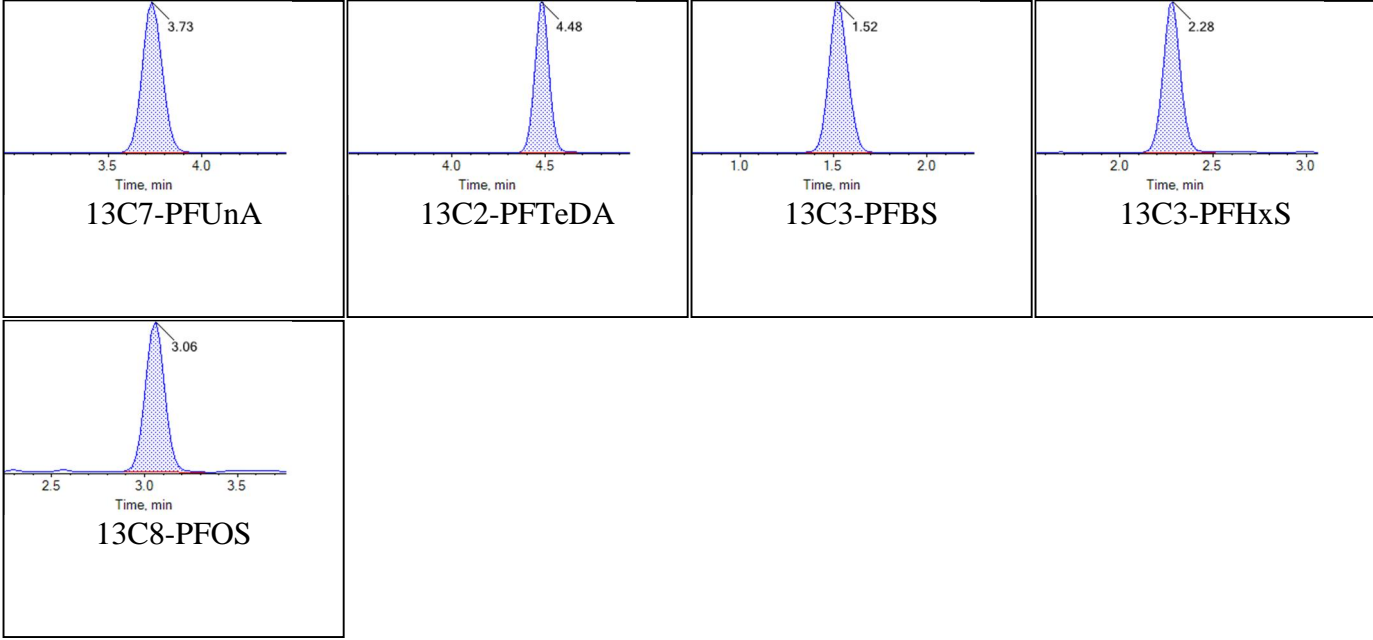 3.73
3.5 4.0
Time, min
13C7-PFUnA
4.48
4.0 4.5
Time, min
13C2-PFTeDA
1.52
1.0 1.5 2.0
Time, min
13C3-PFBS
2.28
2.0 2.5 3.0
Time, min
13C3-PFHxS
3.06
2.5 3.0 3.5
Time, min
13C8-PFOS